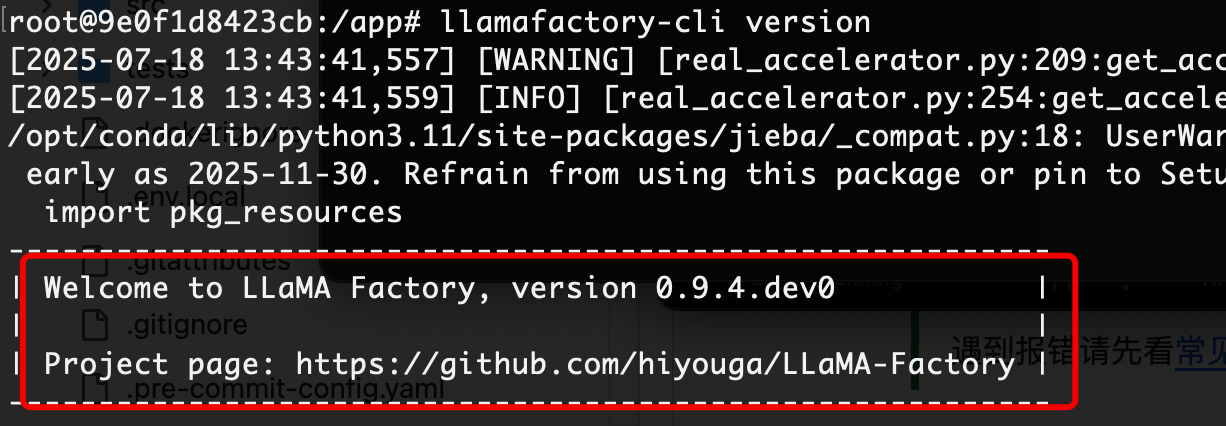 root@9e0f1d8423cb:/app# llamafactory-cli version
[2025-07-18 13:43:41,557] [WARNING] [real_accelerator.py:209:get_acc
[2025-07-18 13:43:41,559] [INFO] [real_accelerator.py:254:get_accele
/opt/conda/lib/python3.11/site-packages/jieba/_compat.py:18: UserWar
early as 2025-11-30. Refrain from using this package or pin to Setu
import pkg_resources
----------------------------------------------------------
| Welcome to LLaMA Factory, version 0.9.4.dev0           |
|                                                        |
| Project page: https://github.com/hiyouga/LLaMA-Factory |
----------------------------------------------------------
src
tests
.dockerignore
.env.local
.gitattributes
.gitignore
.pre-commit-config.yaml
遇到报错请先看常见